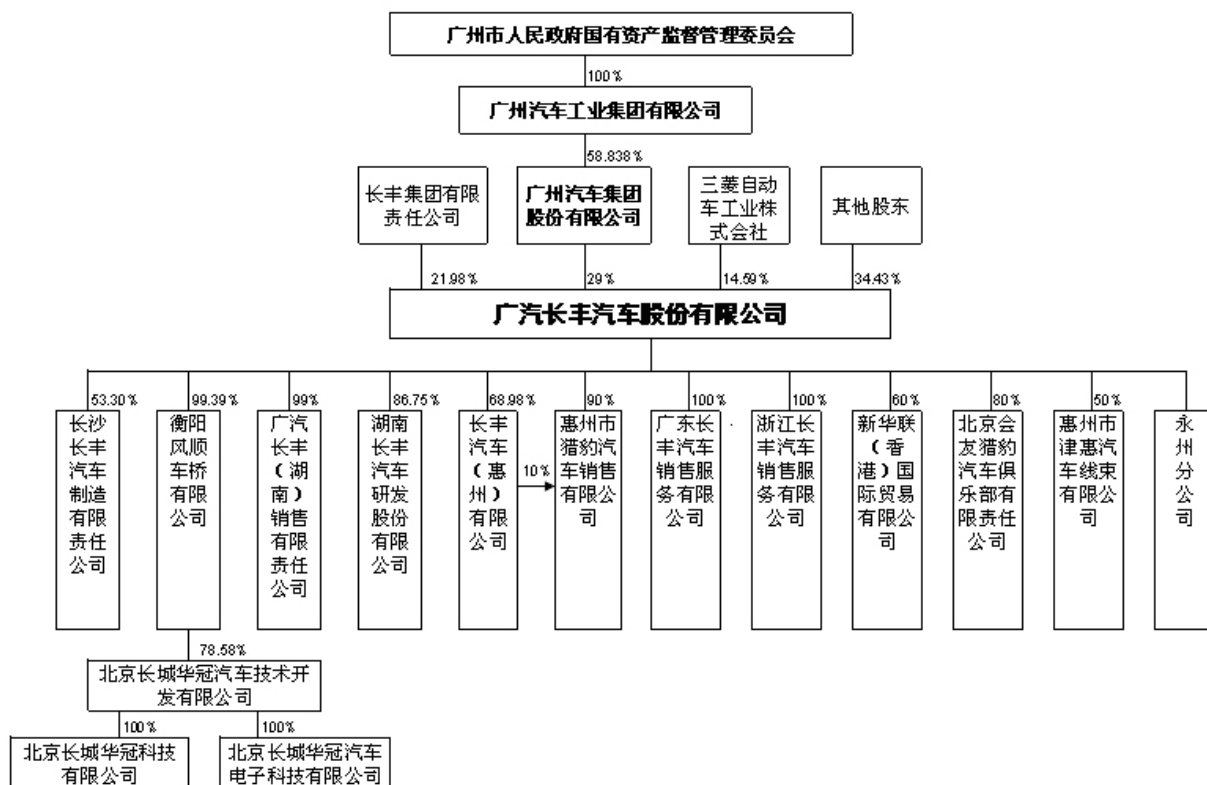 广州市人民政府国有资产监督管理委员会
100%
广州汽车工业集团有限公司
58.838%
长丰集团有限
责任公司
广州汽车集团
股份有限公司
三菱自动
车工业株
式会社
其他股东
21.98%
29%
14.59%
34.43%
广汽长丰汽车股份有限公司
53.30%
99.39%
99%
86.75%
68.98%
90%
100%
100%
60%
80%
50%
长沙
长丰
汽车
制造
有限
责任
公司
衡阳
风顺
车桥
有限
公司
广汽
长丰
（湖
南）
销售
有限
责任
公司
湖南
长丰
汽车
研发
股份
有限
公司
长丰
汽车
（惠
州）
有限
公司
10%
惠州市
猎豹汽
车销售
有限公
司
广东长
丰汽车
销售服
务有限
公司
浙江长
丰汽车
销售服
务有限
公司
新华联
（香
港）国
际贸易
有限公
司
北京会
友猎豹
汽车俱
乐部有
限责任
公司
惠州市
津惠汽
车线束
有限公
司
永
州
分
公
司
78.58%
北京长城华冠汽车技术开
发有限公司
100%
100%
北京长城华冠科技
有限公司
北京长城华冠汽车
电子科技有限公司